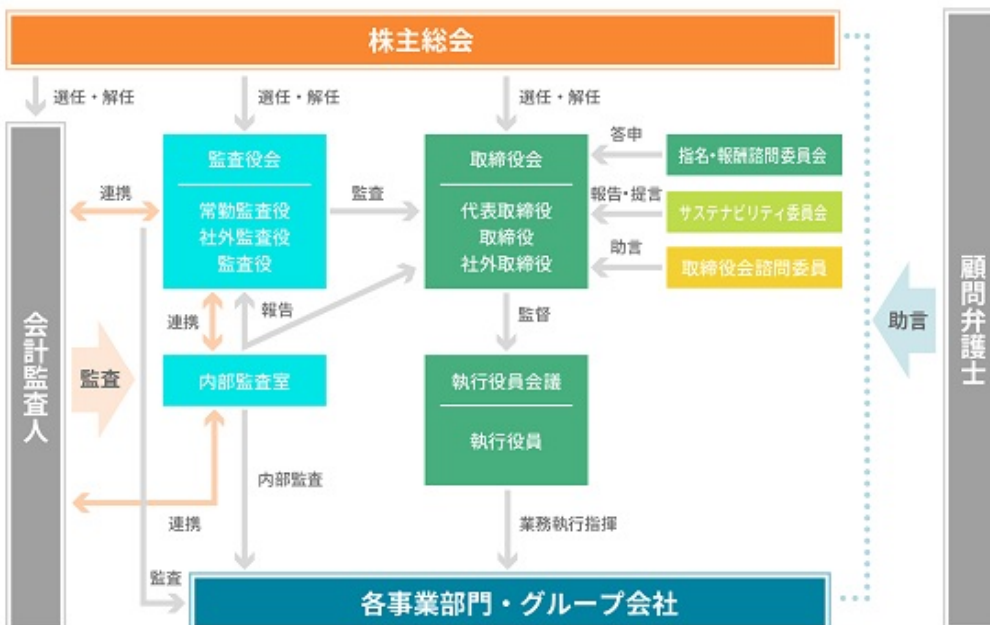 株主総会
選任・解任
選任・解任
選任・解任
監査役会
常勤監査役
社外監査役
監査役
連携
監査
取締役会
代表取締役
取締役
社外取締役
答申
指名・報酬諮問委員会
報告・提言
サステナビリティ委員会
助言
取締役会諮問委員
連携
報告
監督
会計監査人
監査
内部監査室
執行役員会議
執行役員
助言
顧問弁護士
内部監査
連携
業務執行指揮
監査
各事業部門・グループ会社